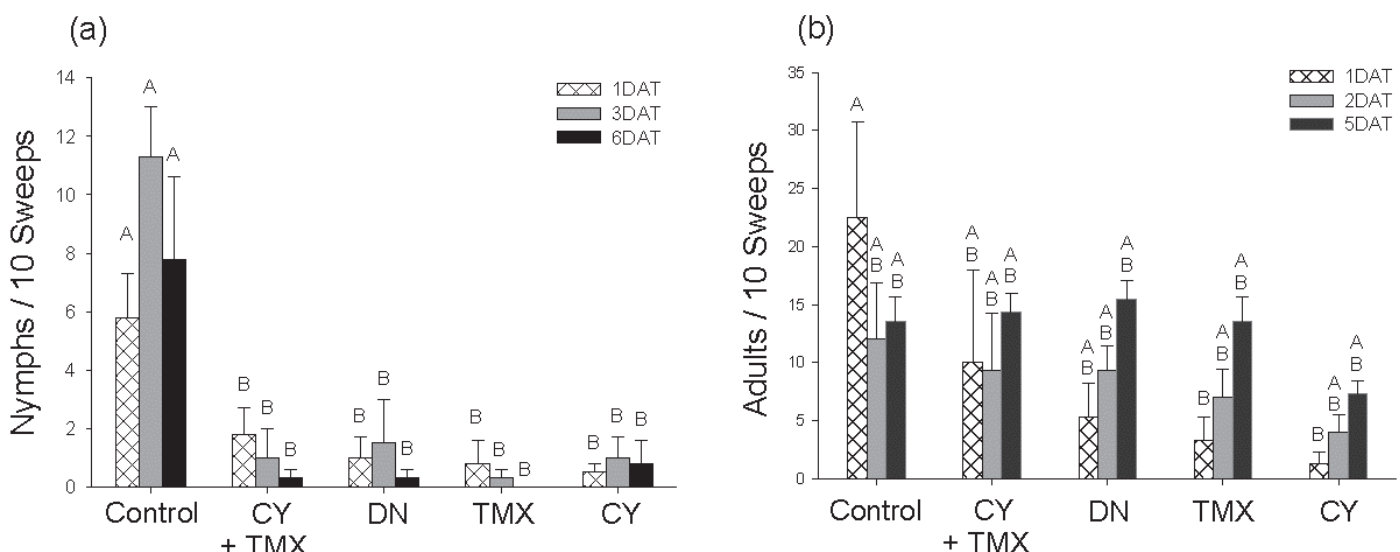 (a)
Nymphs / 10 Sweeps
14
12
10
8
6
4
2
0
1DAT
3DAT
6DAT
A
A
A
B
B
B
B
B
B
B
B
B
B
B
B
Control
CY
+ TMX
DN
TMX
CY
(b)
Adults / 10 Sweeps
35
30
25
20
15
10
5
0
1DAT
2DAT
5DAT
A
A
B
A
B
A
B
A
B
A
B
A
B
A
B
A
B
B
A
B
A
B
B
A
B
A
B
Control
CY
+ TMX
DN
TMX
CY